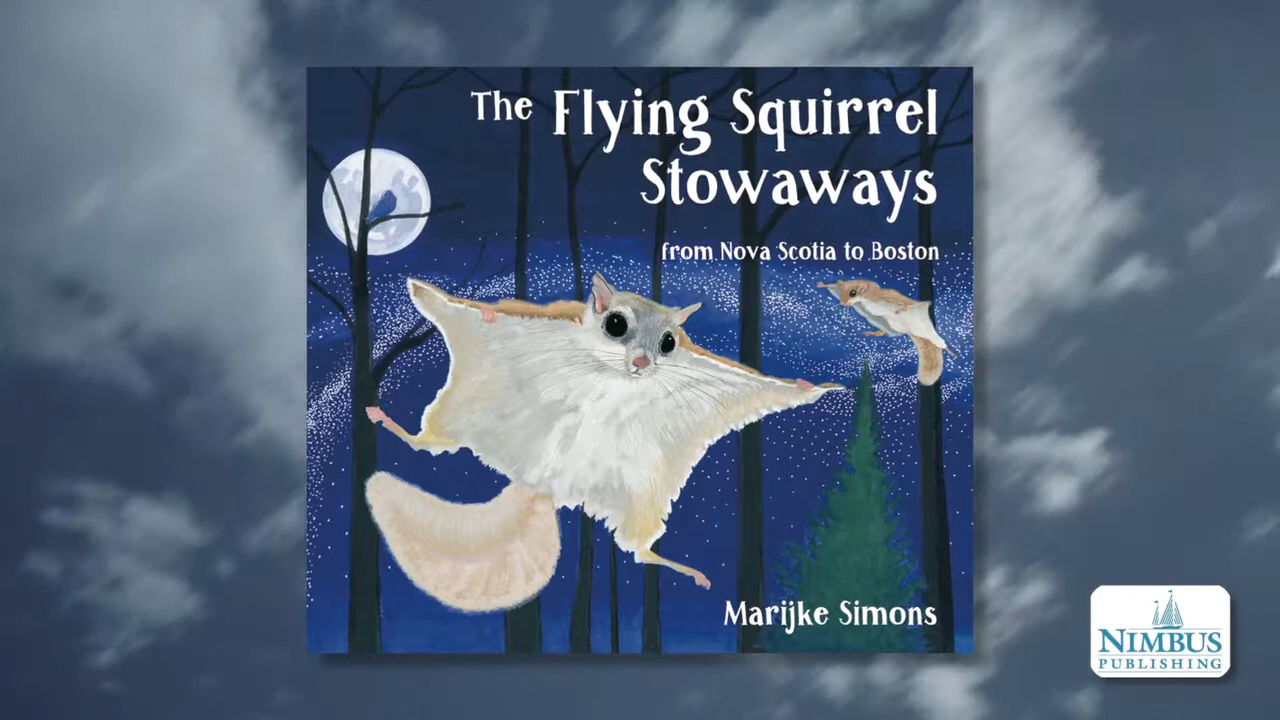 The Flying Squirrel
Stowaways
from Nova Scotia to Boston
Marijke Simons
NIMBUS
PUBLISHING